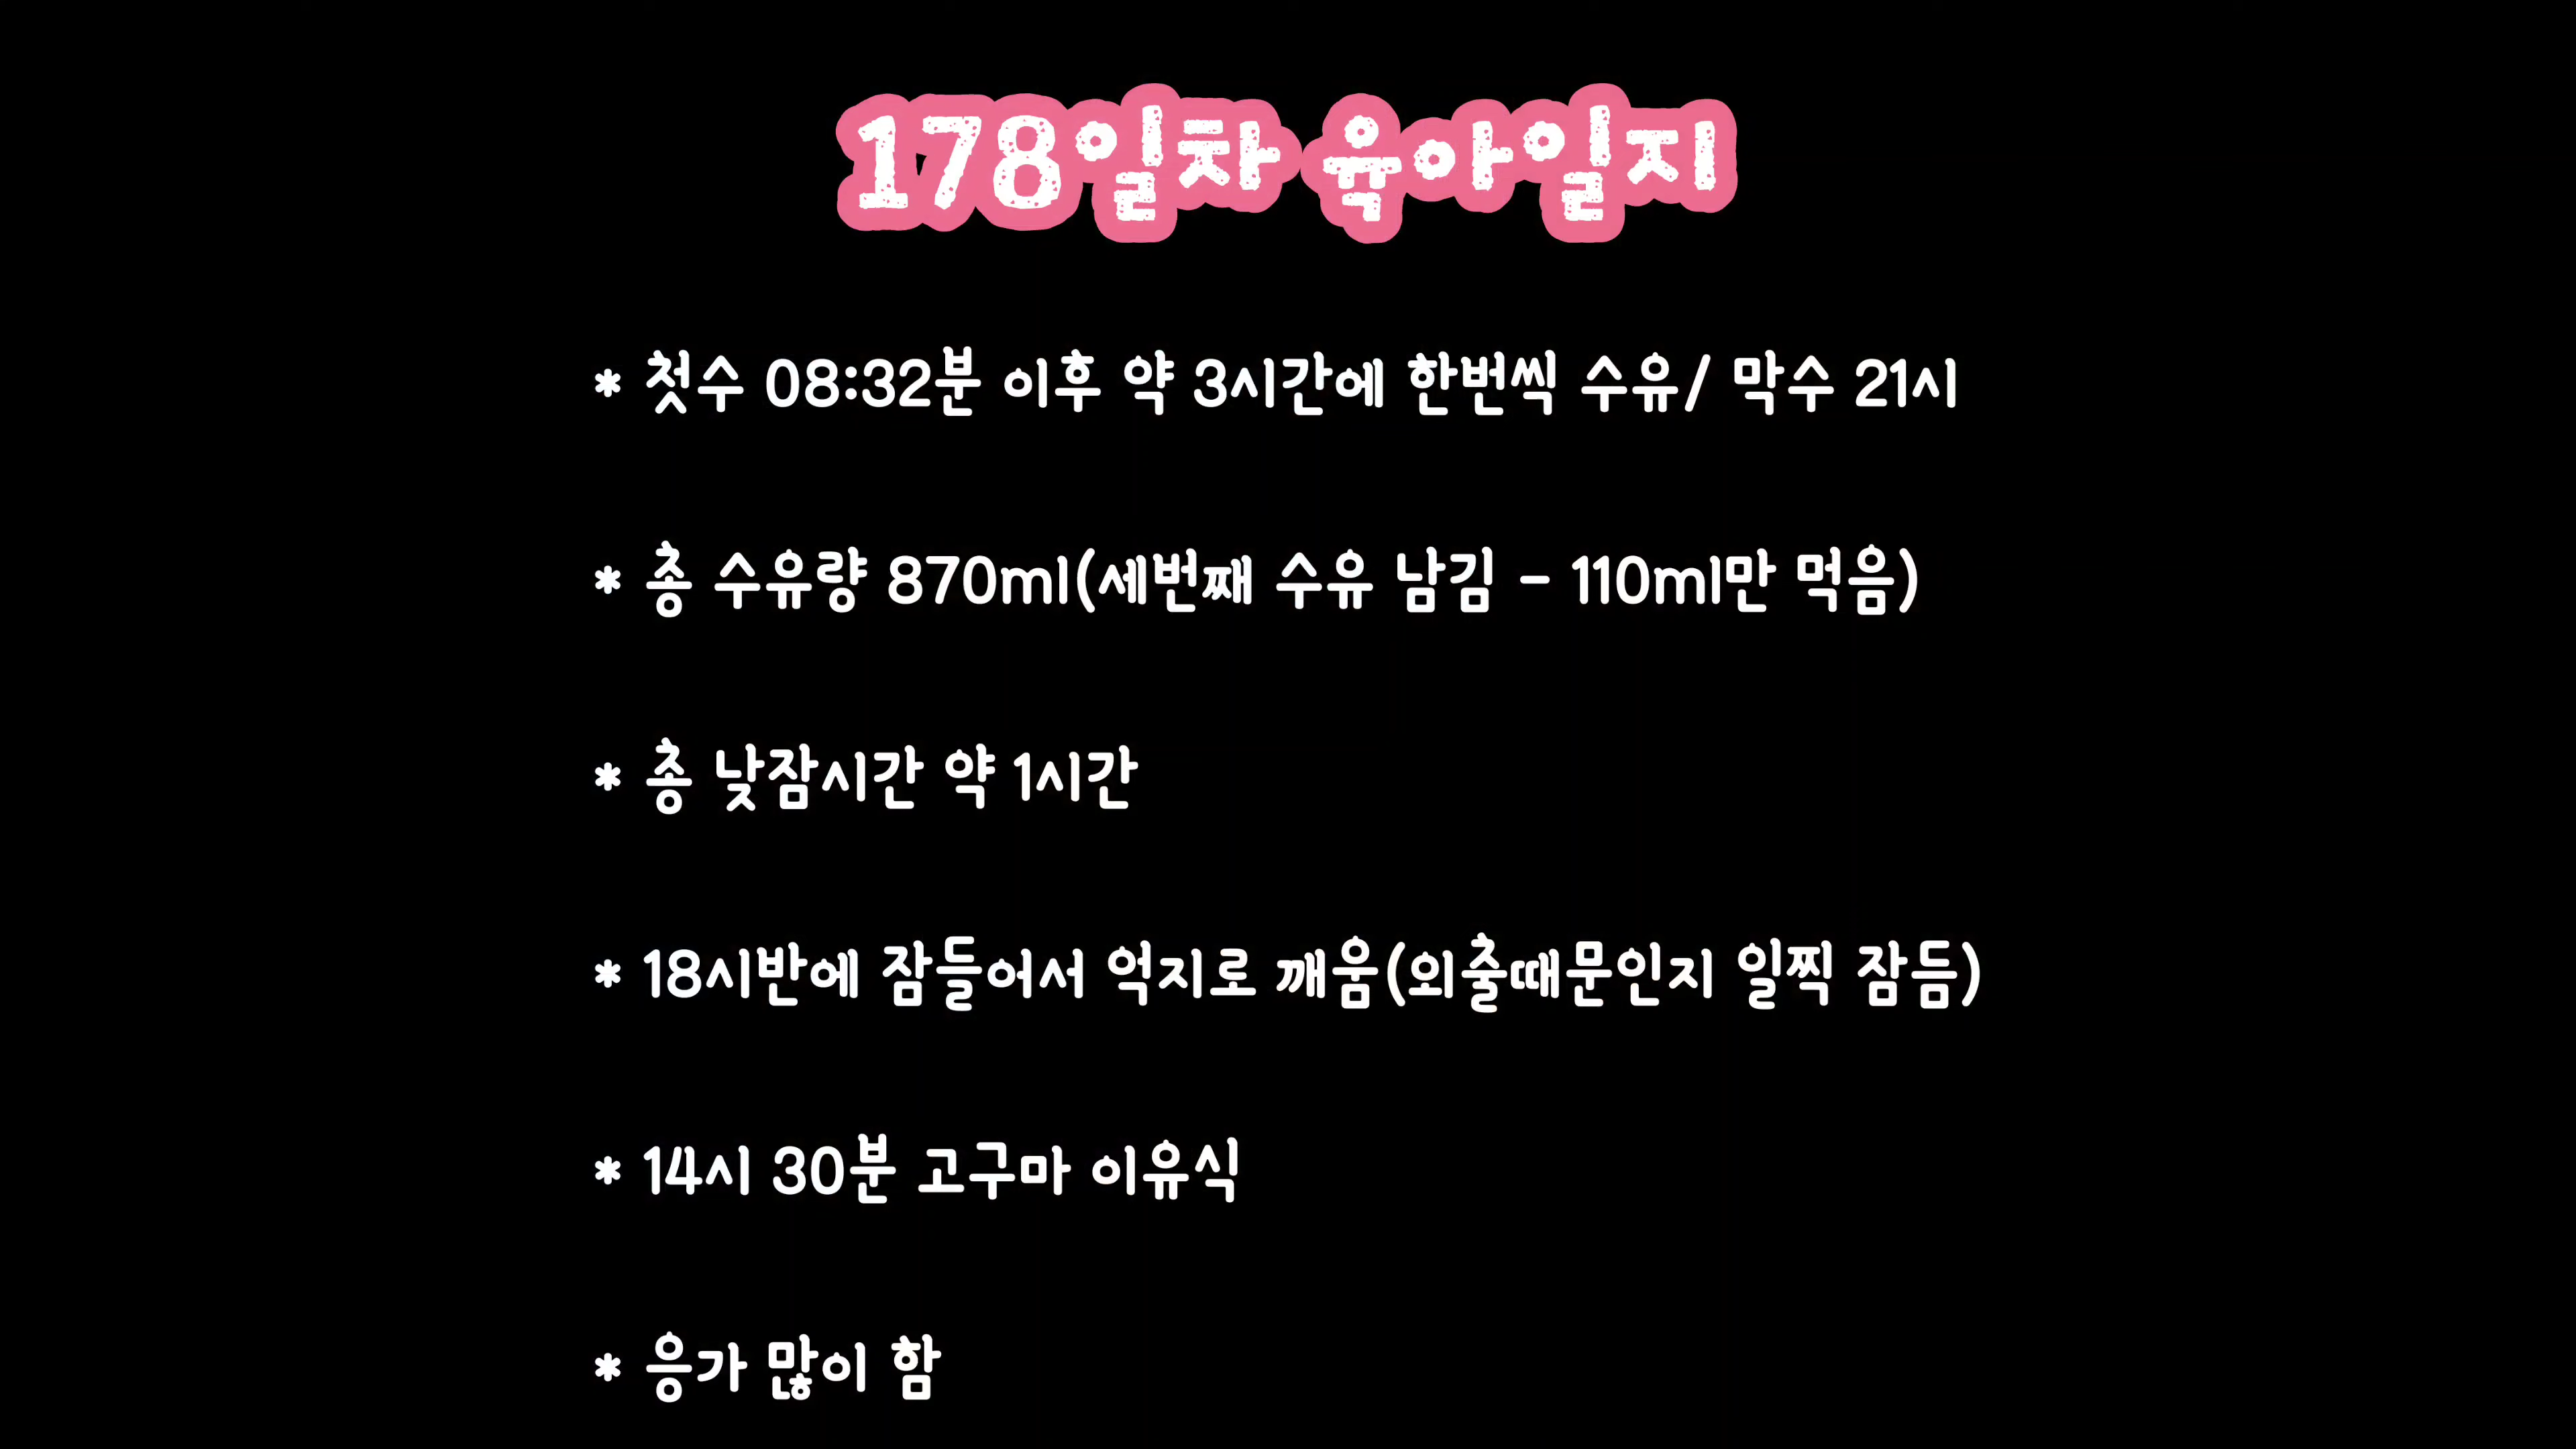 178일차 육아일지
* 첫수 08:32분 이후 약 3시간에 한번씩 수유/ 막수 21시
* 총 수유량 870ml(세번째 수유 남김 - 110ml만 먹음)
* 총 낮잠시간 약 1시간
* 18시반에 잠들어서 억지로 깨움(외출때문인지 일찍 잠듬)
* 14시 30분 고구마 이유식
* 응가 많이 함